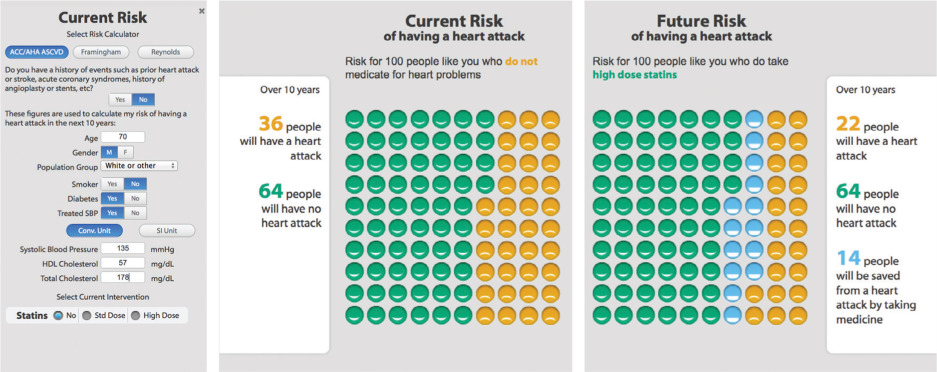 Current Risk
×
Select Risk Calculator
ACC/AHA ASCVD
Framingham
Reynolds
Do you have a history of events such as prior heart attack
or stroke, acute coronary syndromes, history of
angioplasty or stents, etc?
Yes No
These figures are used to calculate my risk of having a
heart attack in the next 10 years:
Age 70
Gender M F
Population Group White or other
Smoker Yes No
Diabetes Yes No
Treated SBP Yes No
Conv. Unit SI Unit
Systolic Blood Pressure 135 mmHg
HDL Cholesterol 57 mg/dL
Total Cholesterol 178 mg/dL
Select Current Intervention
Statins No Std Dose High Dose
Current Risk
of having a heart attack
Risk for 100 people like you who do not
medicate for heart problems
Over 10 years
36 people
will have a heart
attack
64 people
will have no
heart attack
Future Risk
of having a heart attack
Risk for 100 people like you who do take
high dose statins
Over 10 years
22 people
will have a heart
attack
64 people
will have no
heart attack
14 people
will be saved
from a heart
attack by taking
medicine